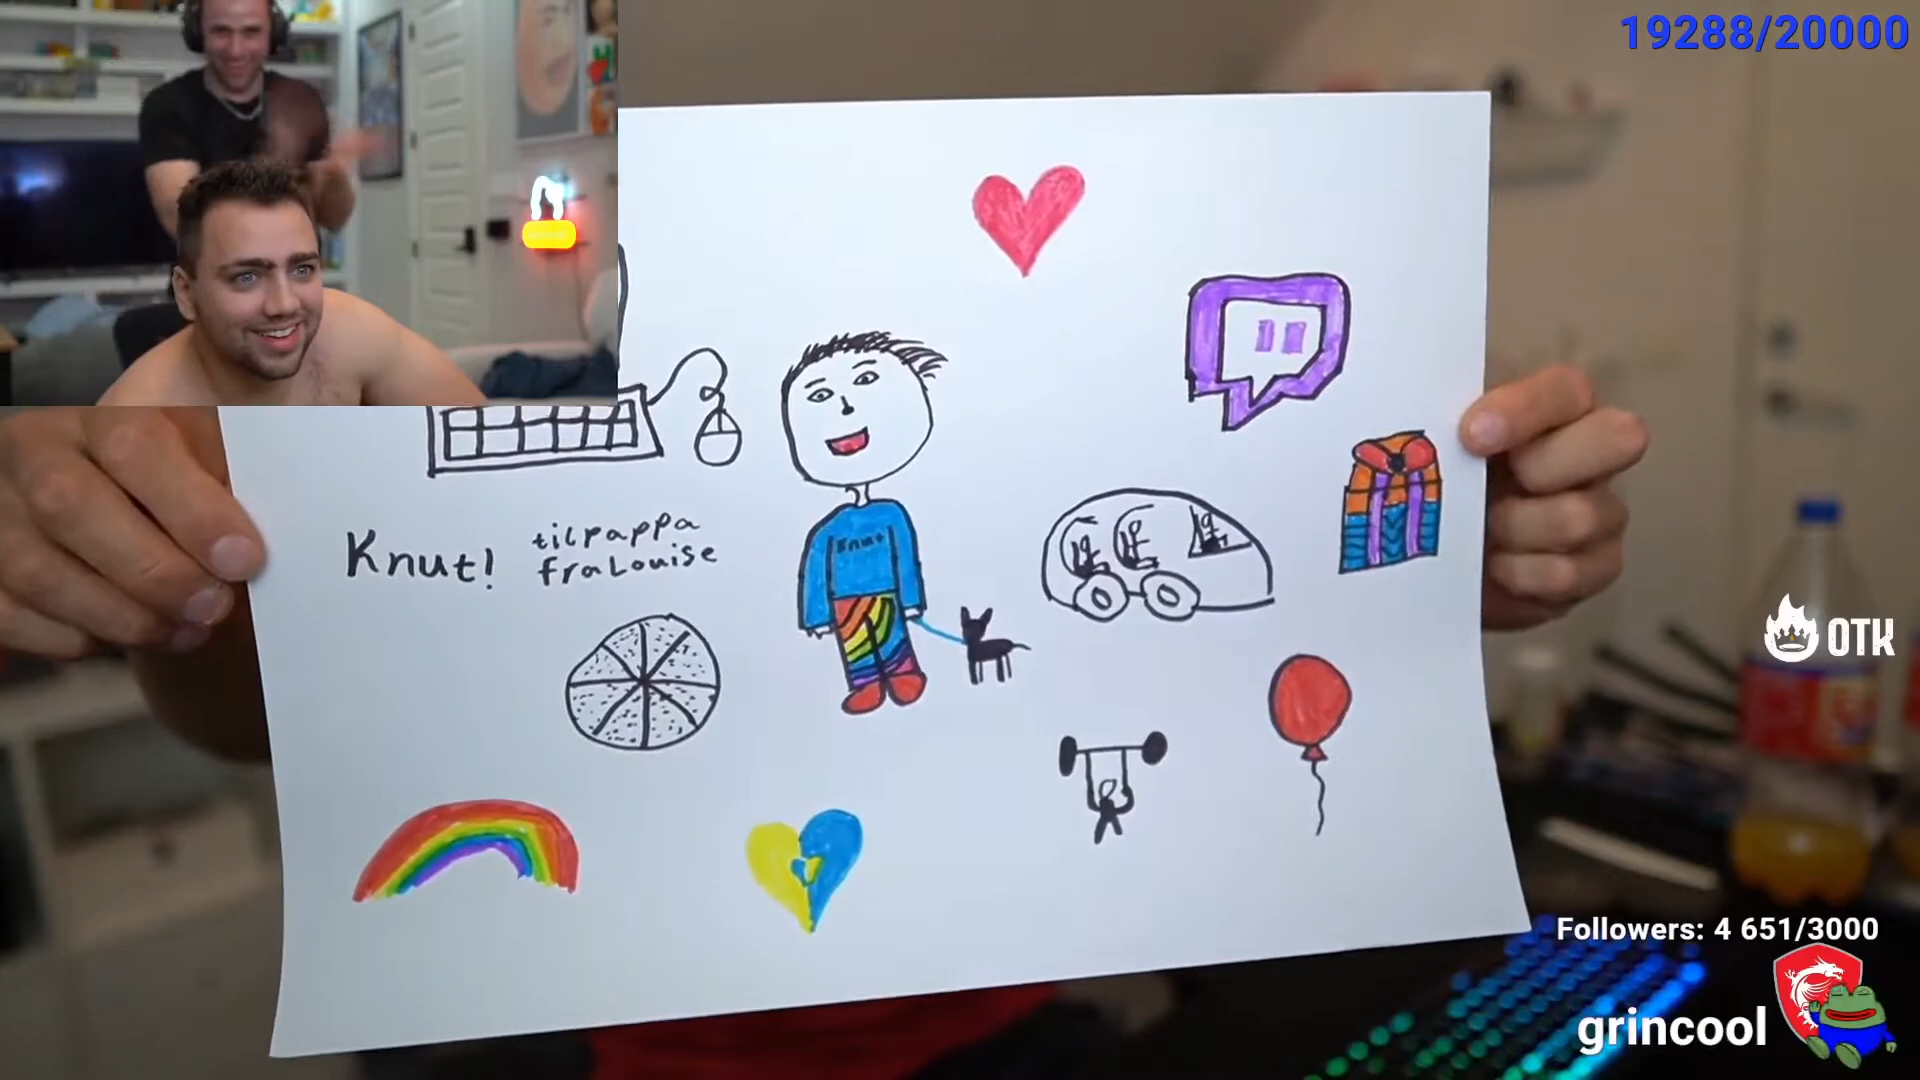 19288/20000
Knut!
til pappa
fra Louise
Knut
OTK
Followers: 4 651/3000
grincool